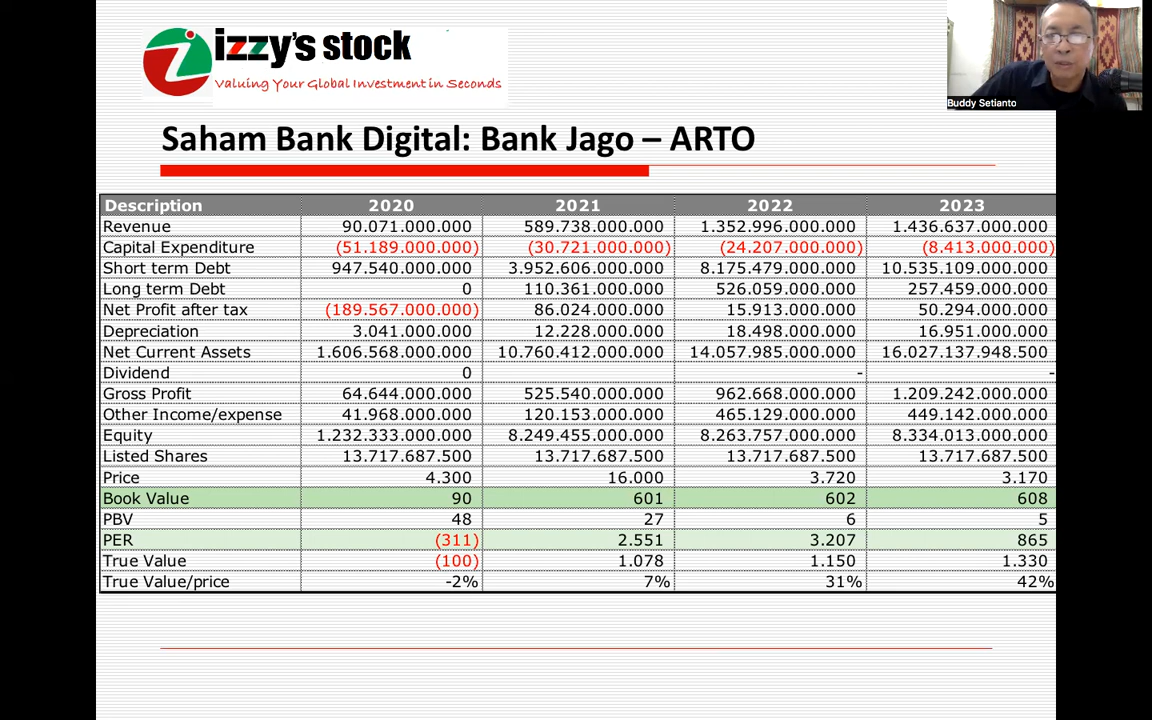 izzy's stock
Valuing Your Global Investment in Seconds
Buddy Setianto
Saham Bank Digital: Bank Jago – ARTO
Description 2020 2021 2022 2023
Revenue 90.071.000.000 589.738.000.000 1.352.996.000.000 1.436.637.000.000
Capital Expenditure (51.189.000.000) (30.721.000.000) (24.207.000.000) (8.413.000.000)
Short term Debt 947.540.000.000 3.952.606.000.000 8.175.479.000.000 10.535.109.000.000
Long term Debt 0 110.361.000.000 526.059.000.000 257.459.000.000
Net Profit after tax (189.567.000.000) 86.024.000.000 15.913.000.000 50.294.000.000
Depreciation 3.041.000.000 12.228.000.000 18.498.000.000 16.951.000.000
Net Current Assets 1.606.568.000.000 10.760.412.000.000 14.057.985.000.000 16.027.137.948.500
Dividend 0 - -
Gross Profit 64.644.000.000 525.540.000.000 962.668.000.000 1.209.242.000.000
Other Income/expense 41.968.000.000 120.153.000.000 465.129.000.000 449.142.000.000
Equity 1.232.333.000.000 8.249.455.000.000 8.263.757.000.000 8.334.013.000.000
Listed Shares 13.717.687.500 13.717.687.500 13.717.687.500 13.717.687.500
Price 4.300 16.000 3.720 3.170
Book Value 90 601 602 608
PBV 48 27 6 5
PER (311) 2.551 3.207 865
True Value (100) 1.078 1.150 1.330
True Value/price -2% 7% 31% 42%